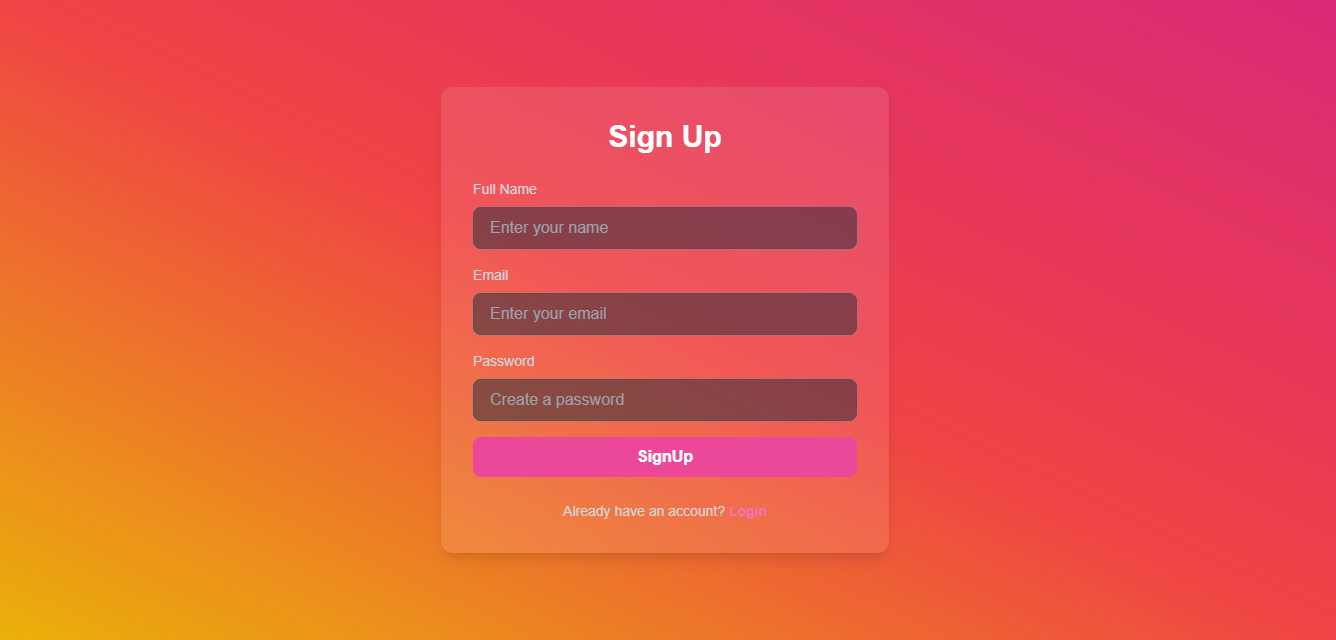 Sign Up
Full Name
Enter your name
Email
Enter your email
Password
Create a password
SignUp
Already have an account? Login